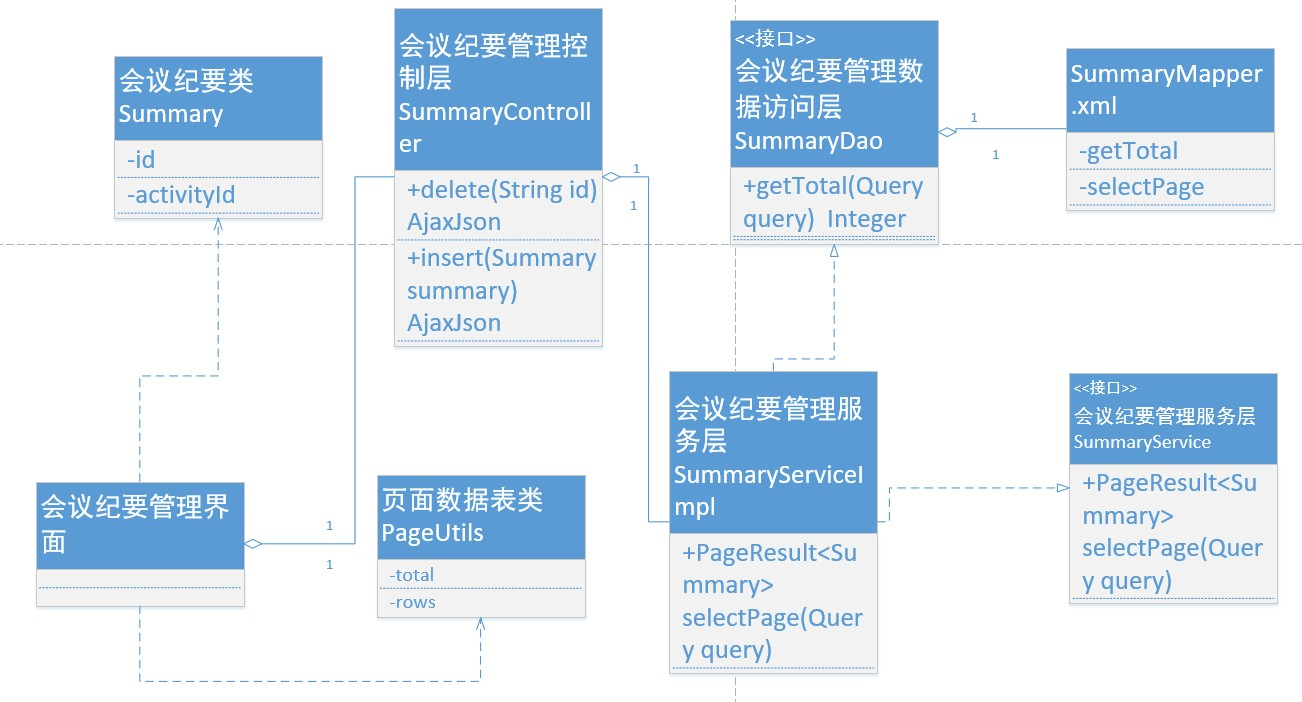 会议纪要类
Summary
-id
-activityId
会议纪要管理控
制层
SummaryControll
er
+delete(String id)
AjaxJson
+insert(Summary
summary)
AjaxJson
1
1
<<接口>>
会议纪要管理数
据访问层
SummaryDao
+getTotal(Query
query) Integer
1
1
SummaryMapper
.xml
-getTotal
-selectPage
会议纪要管理界
面
1
1
页面数据表类
PageUtils
-total
-rows
会议纪要管理服
务层
SummaryServiceI
mpl
+PageResult<Su
mmary>
selectPage(Quer
y query)
<<接口>>
会议纪要管理服务层
SummaryService
+PageResult<Su
mmary>
selectPage(Quer
y query)